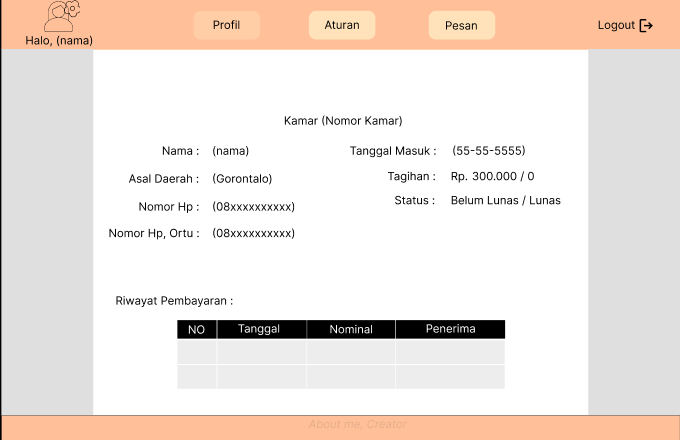 Halo, (nama)
Profil
Aturan
Pesan
Logout
Kamar (Nomor Kamar)
Nama : (nama)
Asal Daerah : (Gorontalo)
Nomor Hp : (08xxxxxxxxxx)
Nomor Hp, Ortu : (08xxxxxxxxxx)
Tanggal Masuk : (55-55-5555)
Tagihan : Rp. 300.000 / 0
Status : Belum Lunas / Lunas
Riwayat Pembayaran :
NO Tanggal Nominal Penerima
About me, Creator